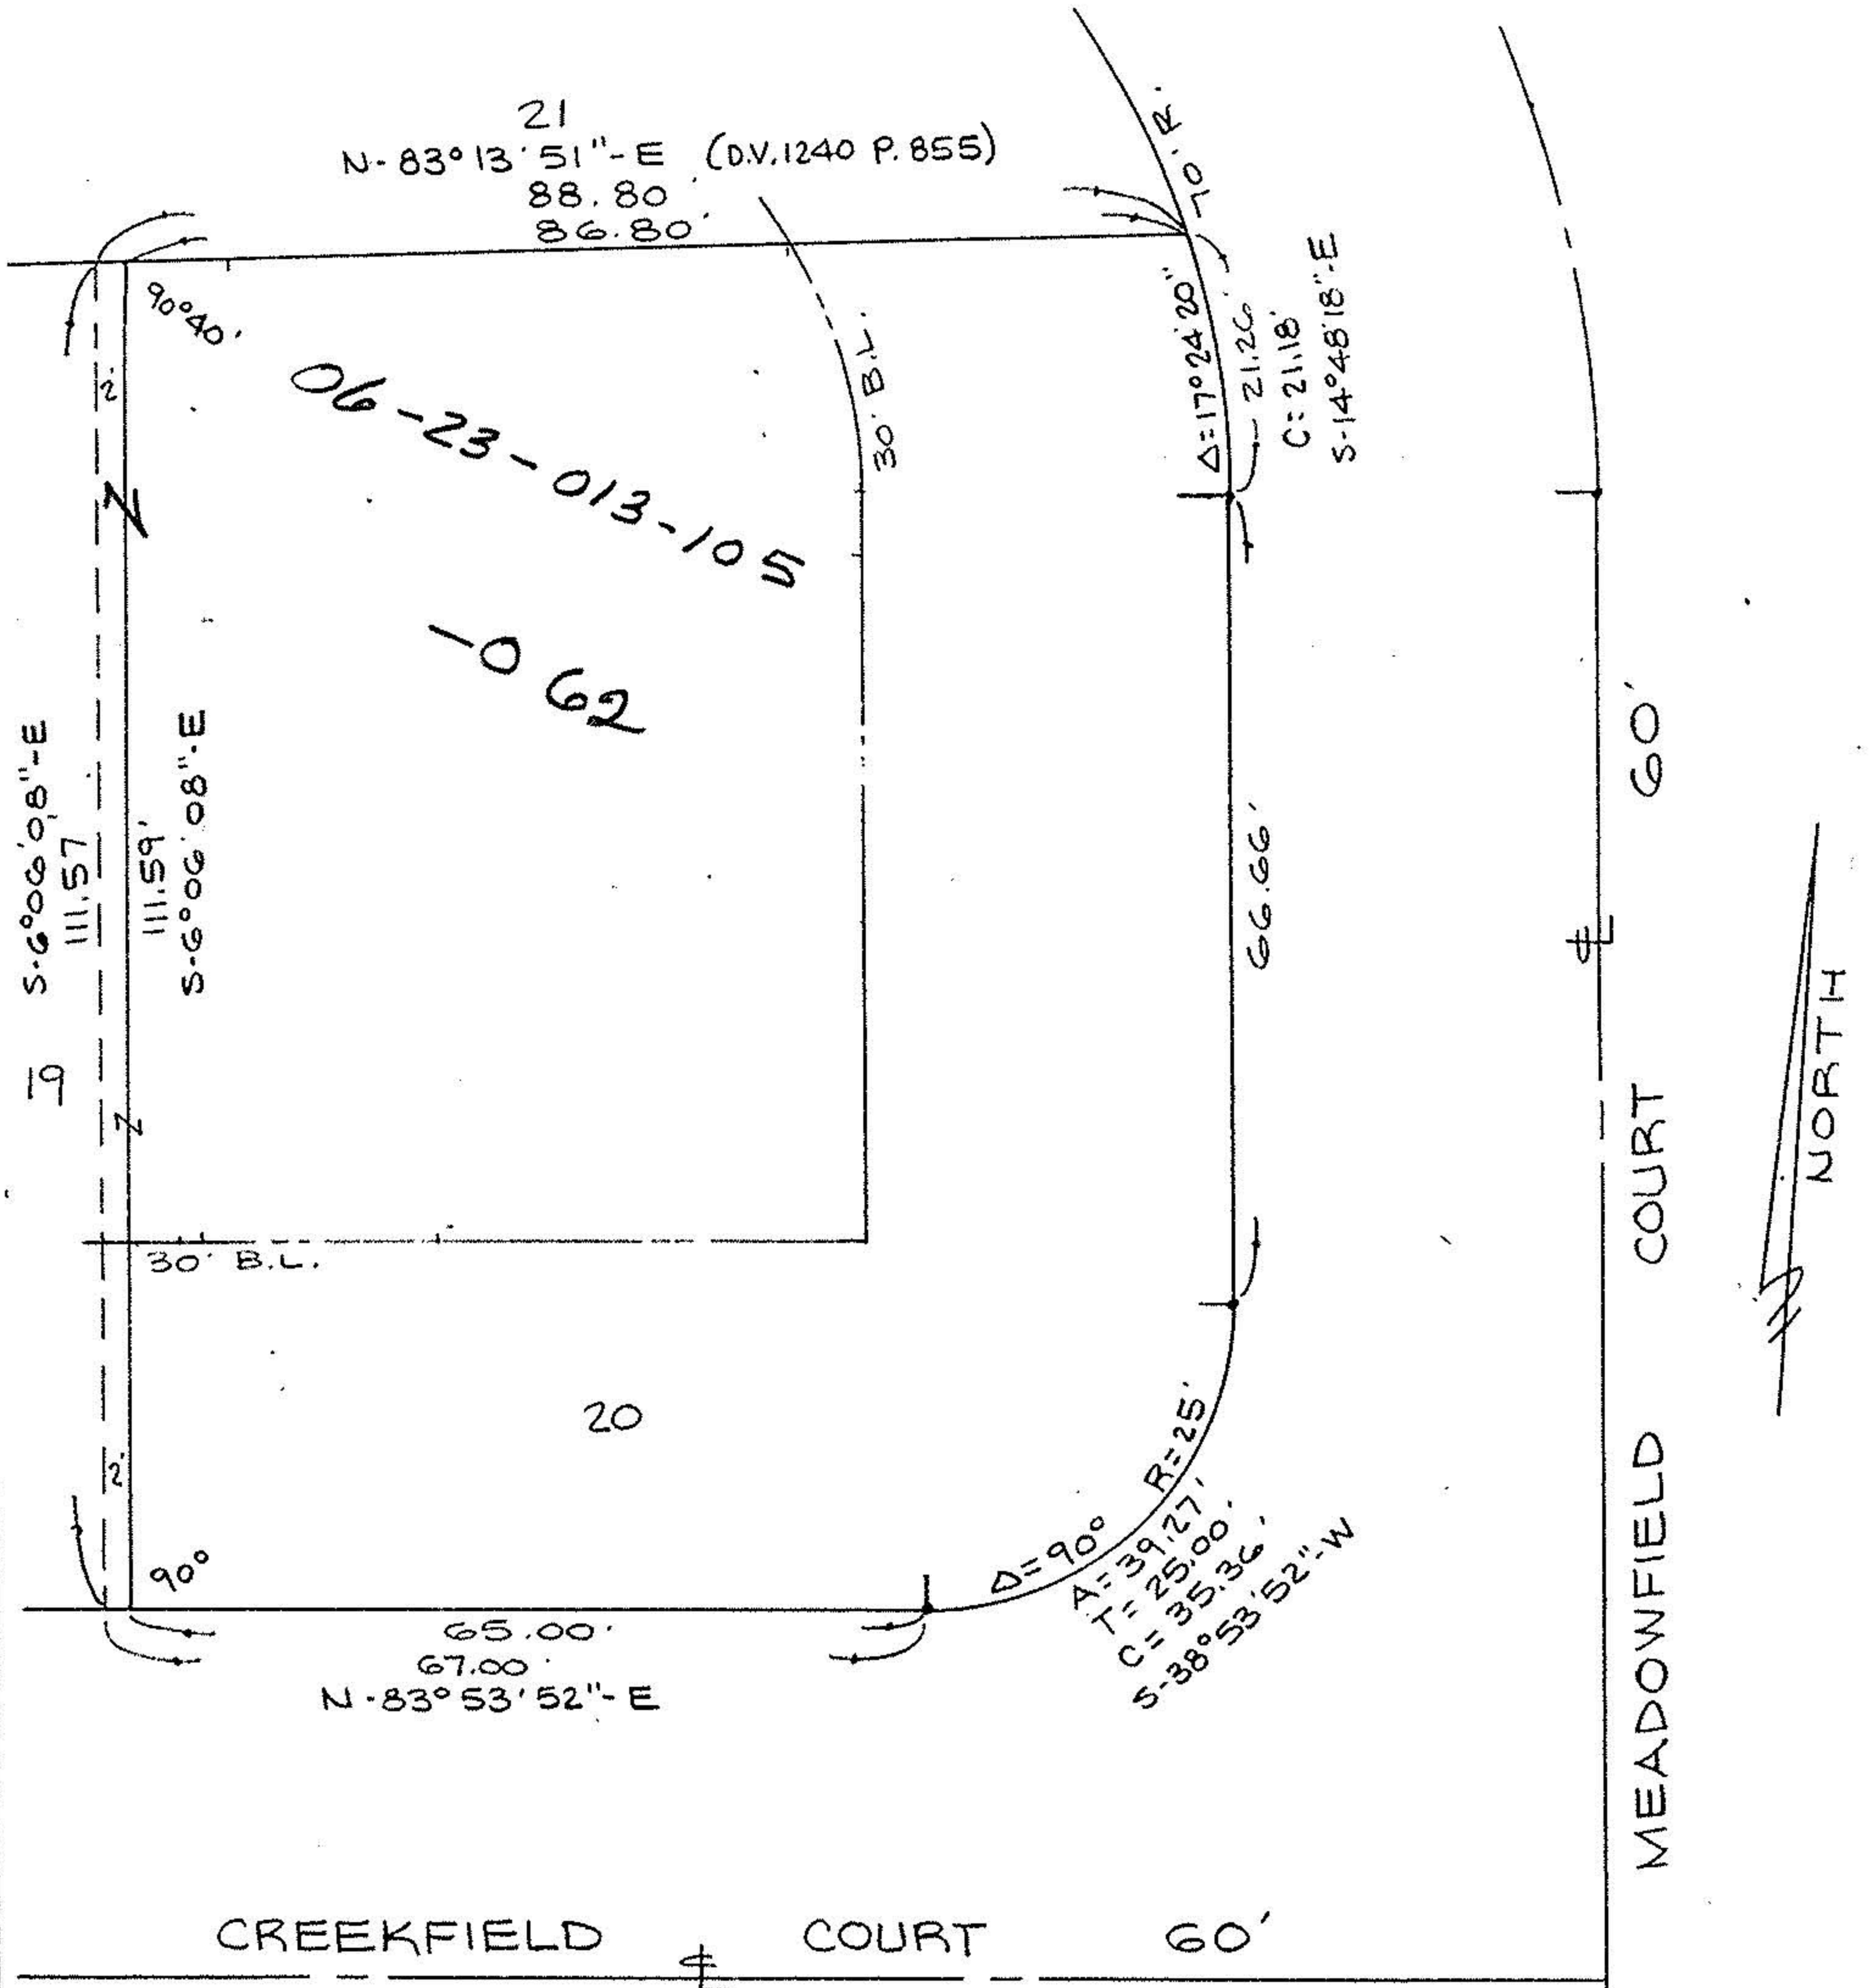 21
N-83°13'51"-E (D.V.1240 P.855)
88.80
86.80'
70' R.
90°40'
2'
06-23-013-105
-062
30' B.L.
Δ=17°24'20"
21.26'
C=21.18'
S-14°48'18"-E
S-6°06'08"-E
111.57
111.59'
S-6°06'08"-E
19
66.66'
60'
NORTH
COURT
MEADOWFIELD
30' B.L.
20
2'
90°
R=25'
Δ=90°
A=39.27'
T=25.00'
C=35.36'
S-38°53'52"-W
65.00'
67.00'
N-83°53'52"-E
CREEKFIELD COURT 60'